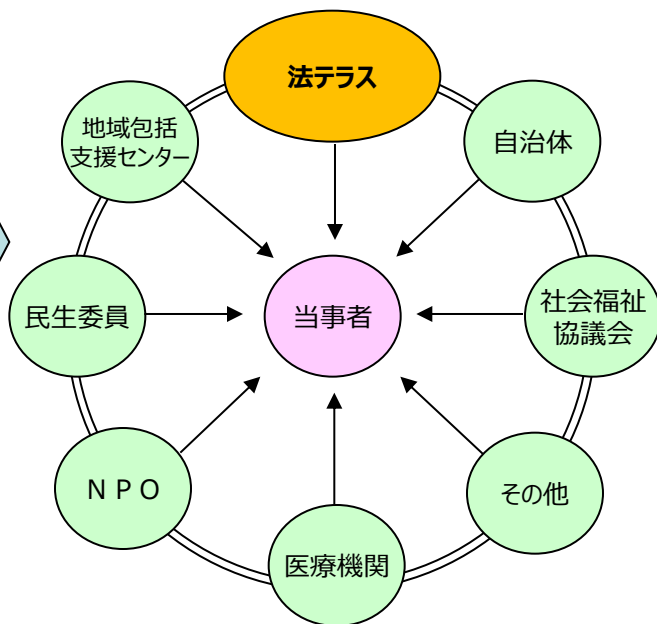 法テラス
地域包括
支援センター
自治体
民生委員
当事者
社会福祉
協議会
ＮＰＯ
その他
医療機関